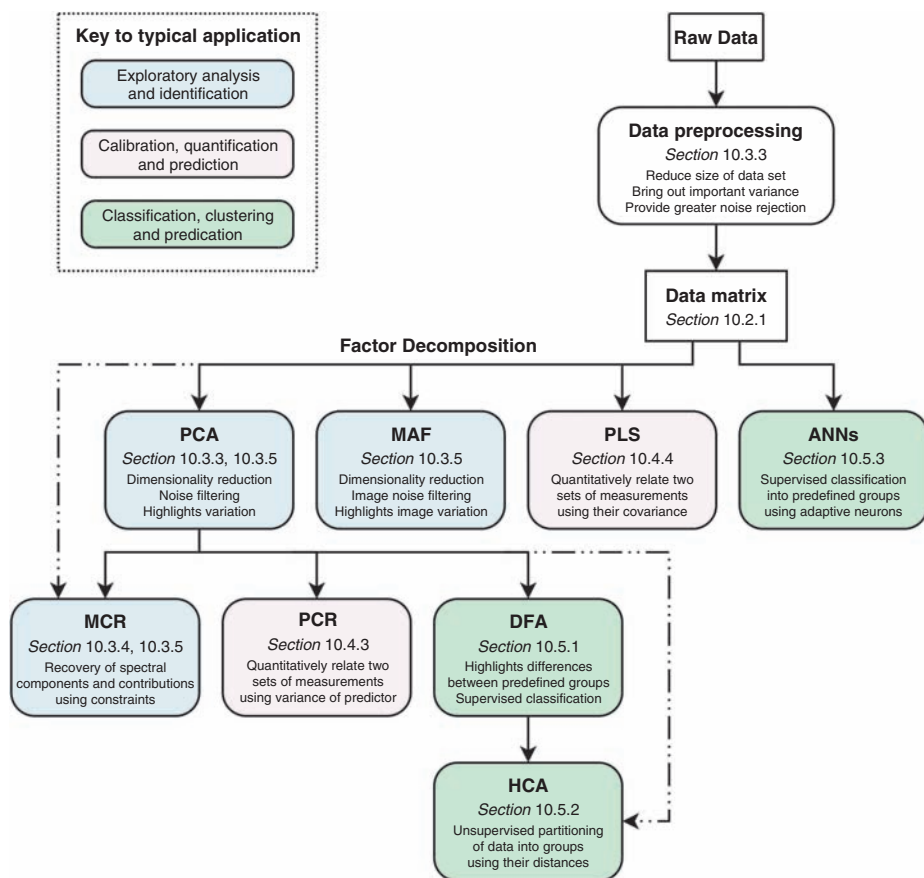 Key to typical application
Exploratory analysis
and identification
Calibration, quantification
and prediction
Classification, clustering
and predication
Raw Data
Data preprocessing
Section 10.3.3
Reduce size of data set
Bring out important variance
Provide greater noise rejection
Data matrix
Section 10.2.1
Factor Decomposition
PCA
Section 10.3.3, 10.3.5
Dimensionality reduction
Noise filtering
Highlights variation
MAF
Section 10.3.5
Dimensionality reduction
Image noise filtering
Highlights image variation
PLS
Section 10.4.4
Quantitatively relate two
sets of measurements
using their covariance
ANNs
Section 10.5.3
Supervised classification
into predefined groups
using adaptive neurons
MCR
Section 10.3.4, 10.3.5
Recovery of spectral
components and contributions
using constraints
PCR
Section 10.4.3
Quantitatively relate two
sets of measurements
using variance of predictor
DFA
Section 10.5.1
Highlights differences
between predefined groups
Supervised classification
HCA
Section 10.5.2
Unsupervised partitioning
of data into groups
using their distances